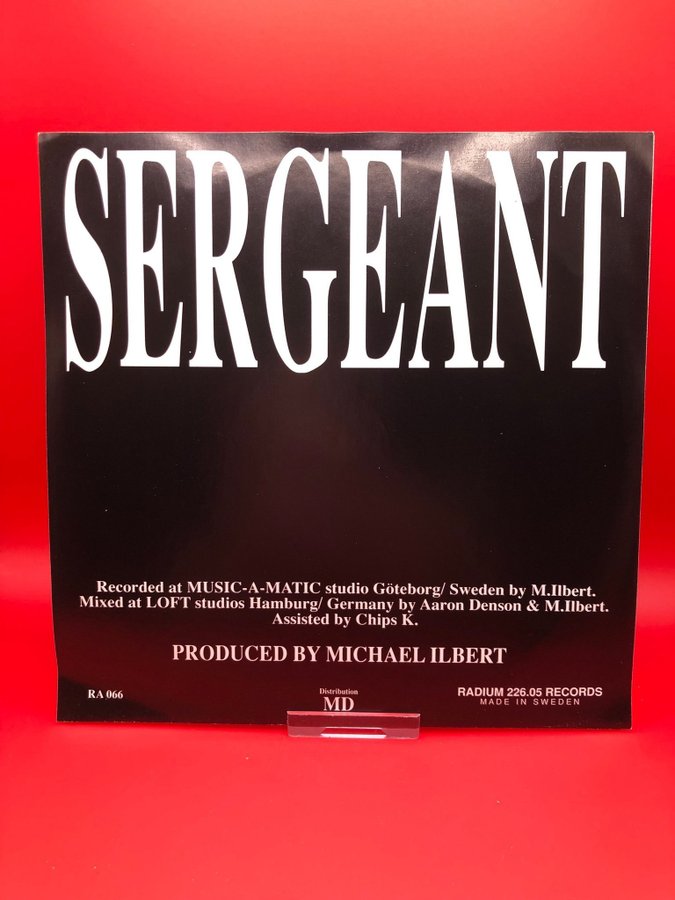 SERGEANT
Recorded at MUSIC-A-MATIC studio Göteborg/ Sweden by M.Ilbert.
Mixed at LOFT studios Hamburg/ Germany by Aaron Denson & M.Ilbert.
Assisted by Chips K.
PRODUCED BY MICHAEL ILBERT
RA 066
Distribution
MD
RADIUM 226.05 RECORDS
MADE IN SWEDEN